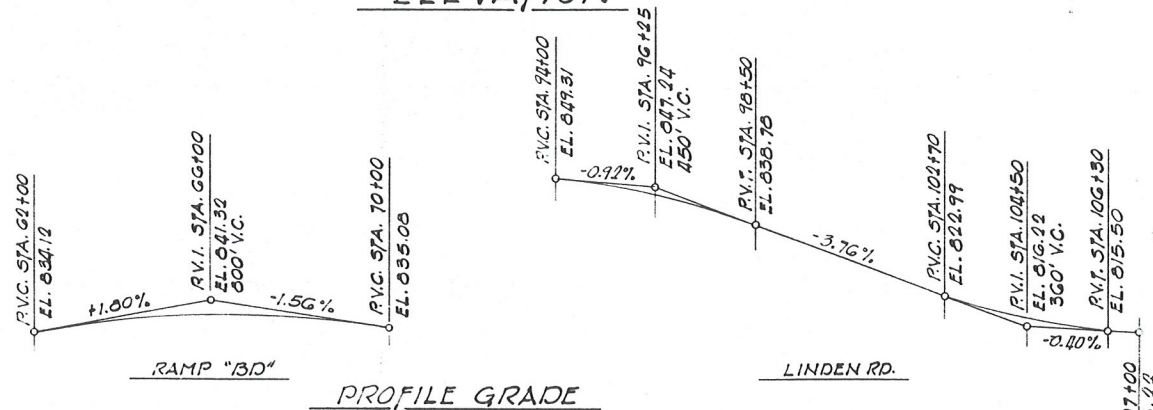 ELEVATION
P.V.C. STA. 62+00
EL. 834.12
+1.80%
P.V.I. STA. 66+00
EL. 841.32
800' V.C.
-1.56%
P.V.C. STA. 70+00
EL. 835.08
RAMP "BD"
P.V.C. STA. 94+00
EL. 849.31
-0.92%
P.V.I. STA. 96+25
EL. 847.24
450' V.C.
P.V.T. STA. 98+50
EL. 838.78
-3.76%
P.V.C. STA. 102+70
EL. 822.99
P.V.I. STA. 104+50
EL. 816.22
360' V.C.
P.V.T. STA. 106+30
EL. 815.50
-0.40%
7+00
LINDEN RD.
PROFILE GRADE